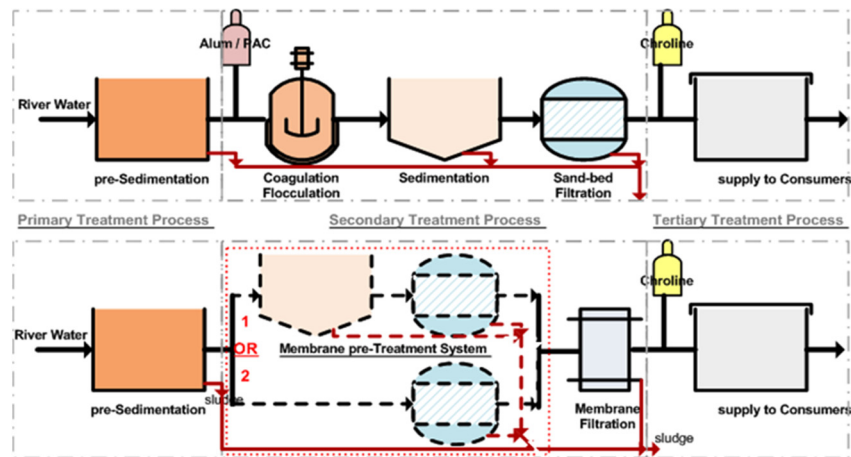 Alum / PAC
Chroline
River Water
pre-Sedimentation
Coagulation
Flocculation
Sedimentation
Sand-bed
Filtration
supply to Consumers
Primary Treatment Process
Secondary Treatment Process
Tertiary Treatment Process
Chroline
River Water
1
OR
2
Membrane pre-Treatment System
sludge
pre-Sedimentation
Membrane
Filtration
supply to Consumers
sludge